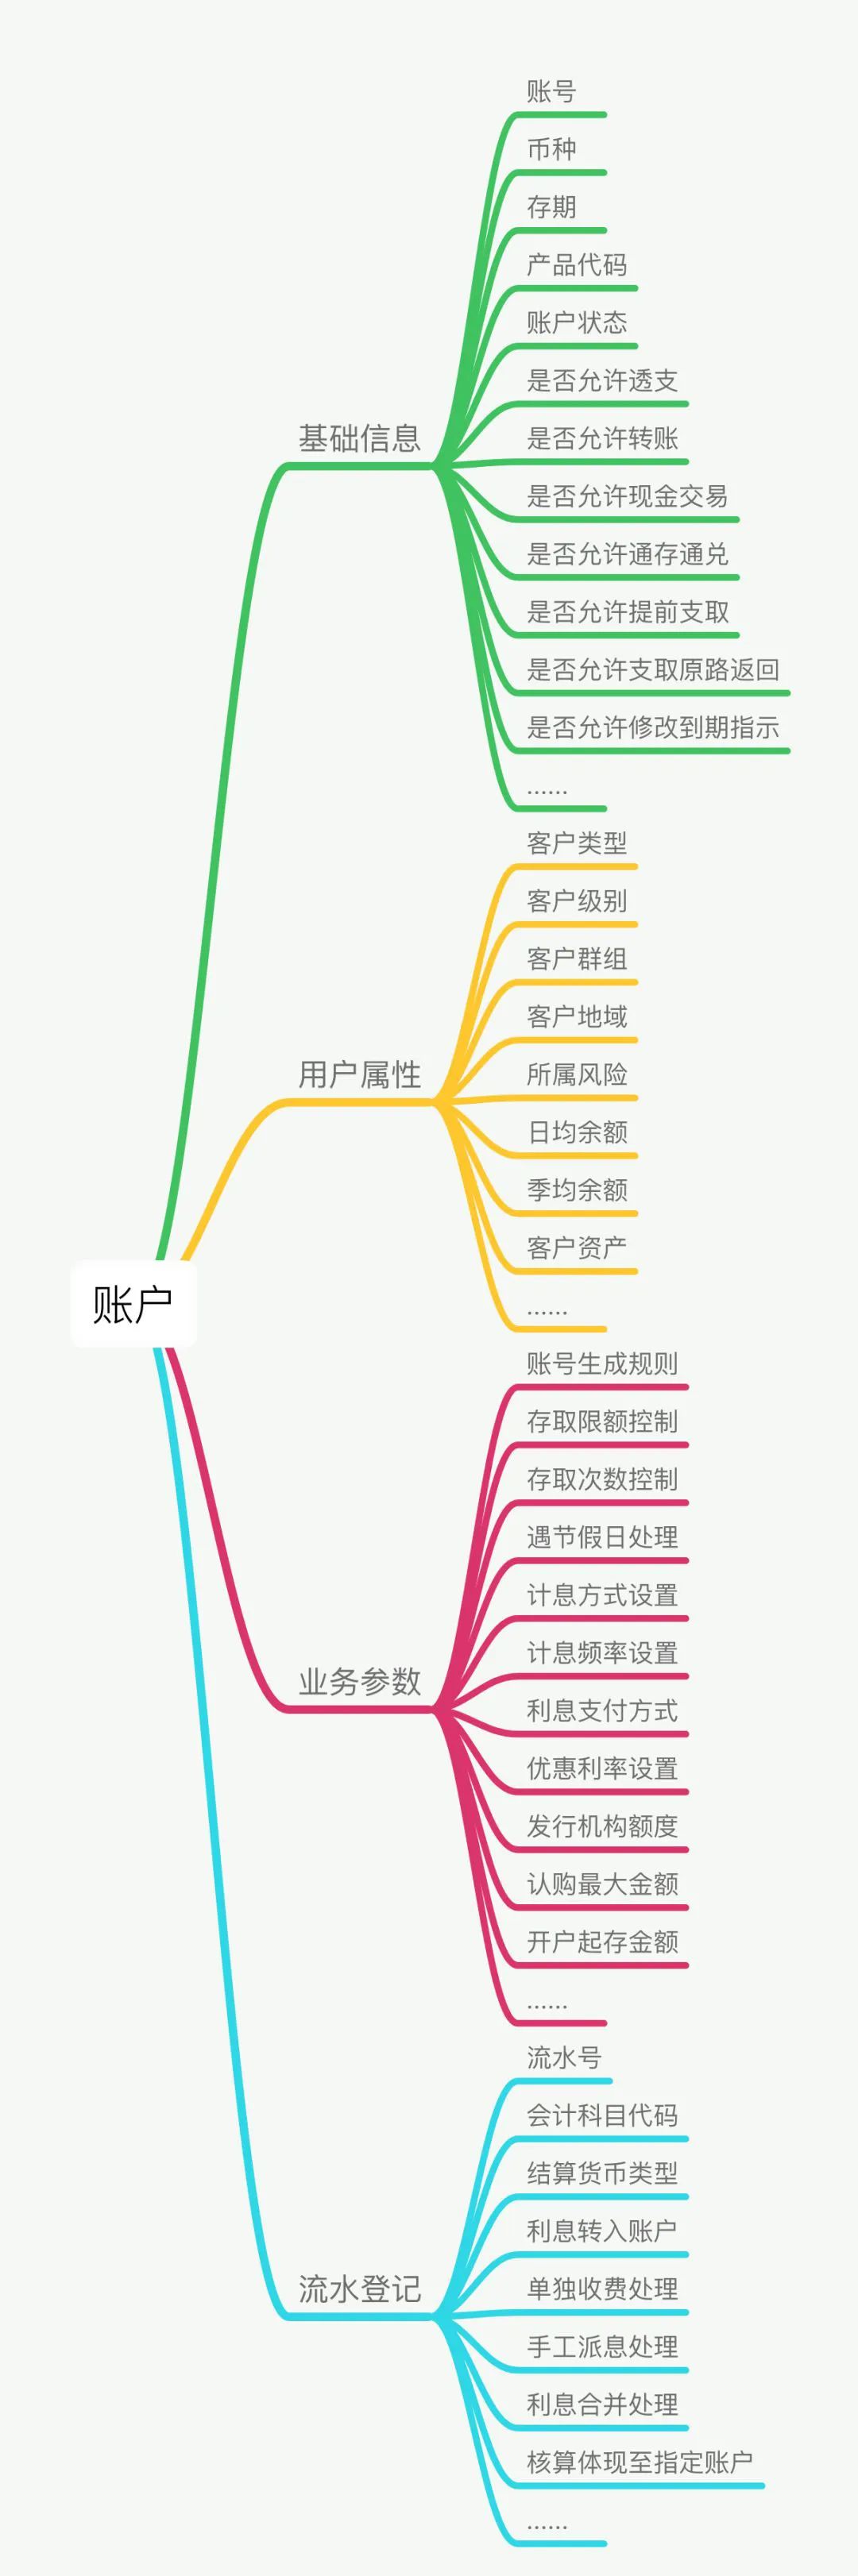 账户
基础信息
账号
币种
存期
产品代码
账户状态
是否允许透支
是否允许转账
是否允许现金交易
是否允许通存通兑
是否允许提前支取
是否允许支取原路返回
是否允许修改到期指示
......
用户属性
客户类型
客户级别
客户群组
客户地域
所属风险
日均余额
季均余额
客户资产
......
业务参数
账号生成规则
存取限额控制
存取次数控制
遇节假日处理
计息方式设置
计息频率设置
利息支付方式
优惠利率设置
发行机构额度
认购最大金额
开户起存金额
......
流水登记
流水号
会计科目代码
结算货币类型
利息转入账户
单独收费处理
手工派息处理
利息合并处理
核算体现至指定账户
......